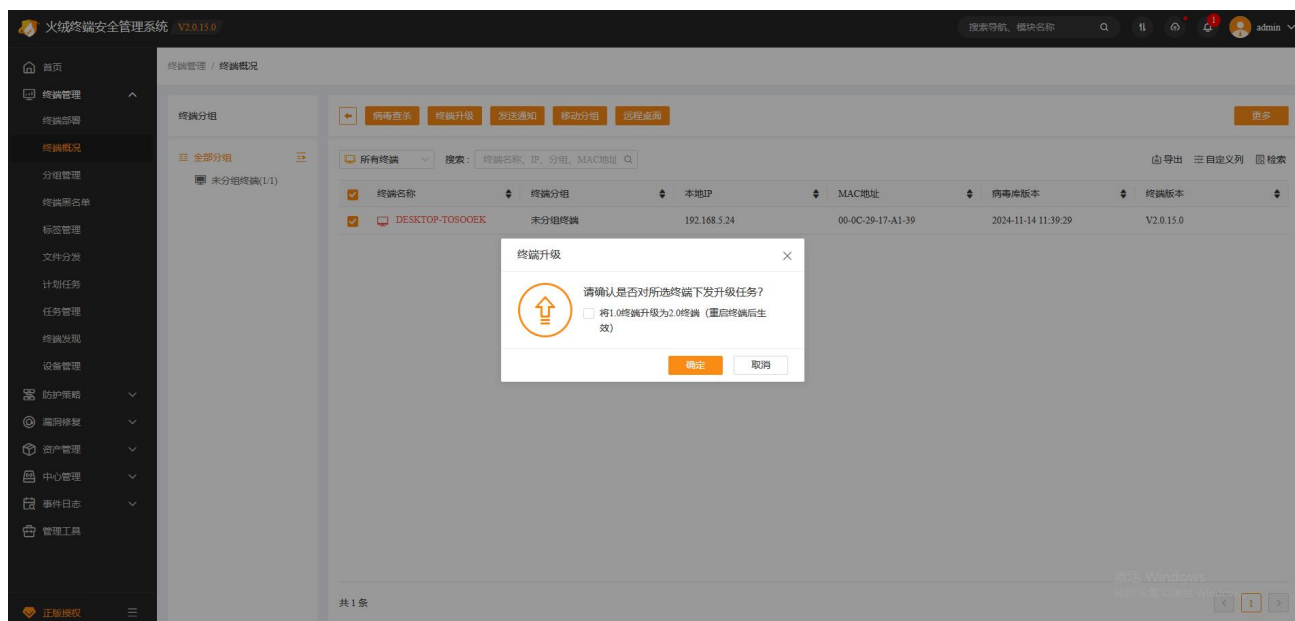 火绒终端安全管理系统 V2.0.15.0
搜索导航、模块名称
1
admin
首页
终端管理
终端部署
终端概况
分组管理
终端黑名单
标签管理
文件分发
计划任务
任务管理
终端发现
设备管理
防护策略
漏洞修复
资产管理
中心管理
事件日志
管理工具
正版授权
终端管理 / 终端概况
终端分组
全部分组
未分组终端(1/1)
病毒查杀 终端升级 发送通知 移动分组 远程桌面 更多
所有终端 搜索: 终端名称、IP、分组、MAC地址 导出 自定义列 检索
终端名称 终端分组 本地IP MAC地址 病毒库版本 终端版本
DESKTOP-TOSOOEK 未分组终端 192.168.5.24 00-0C-29-17-A1-39 2024-11-14 11:39:29 V2.0.15.0
终端升级
请确认是否对所选终端下发升级任务?
将1.0终端升级为2.0终端(重启终端后生
效)
确定 取消
激活 Windows
共1条
1